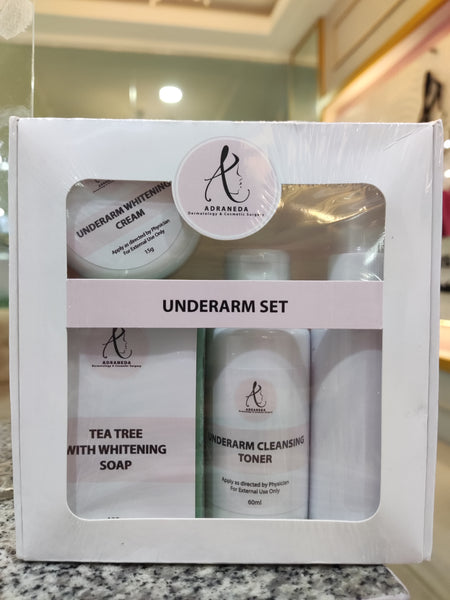 ADRANEDA
Dermatology & Cosmetic Surgery
UNDERARM WHITENING
CREAM
Apply as directed by Physician
For External Use Only
15g
UNDERARM SET
ADRANEDA
Dermatology & Cosmetic Surgery
TEA TREE
WITH WHITENING
SOAP
ADRANEDA
Dermatology & Cosmetic Surgery
UNDERARM CLEANSING
TONER
Apply as directed by Physician
For External Use Only
60ml